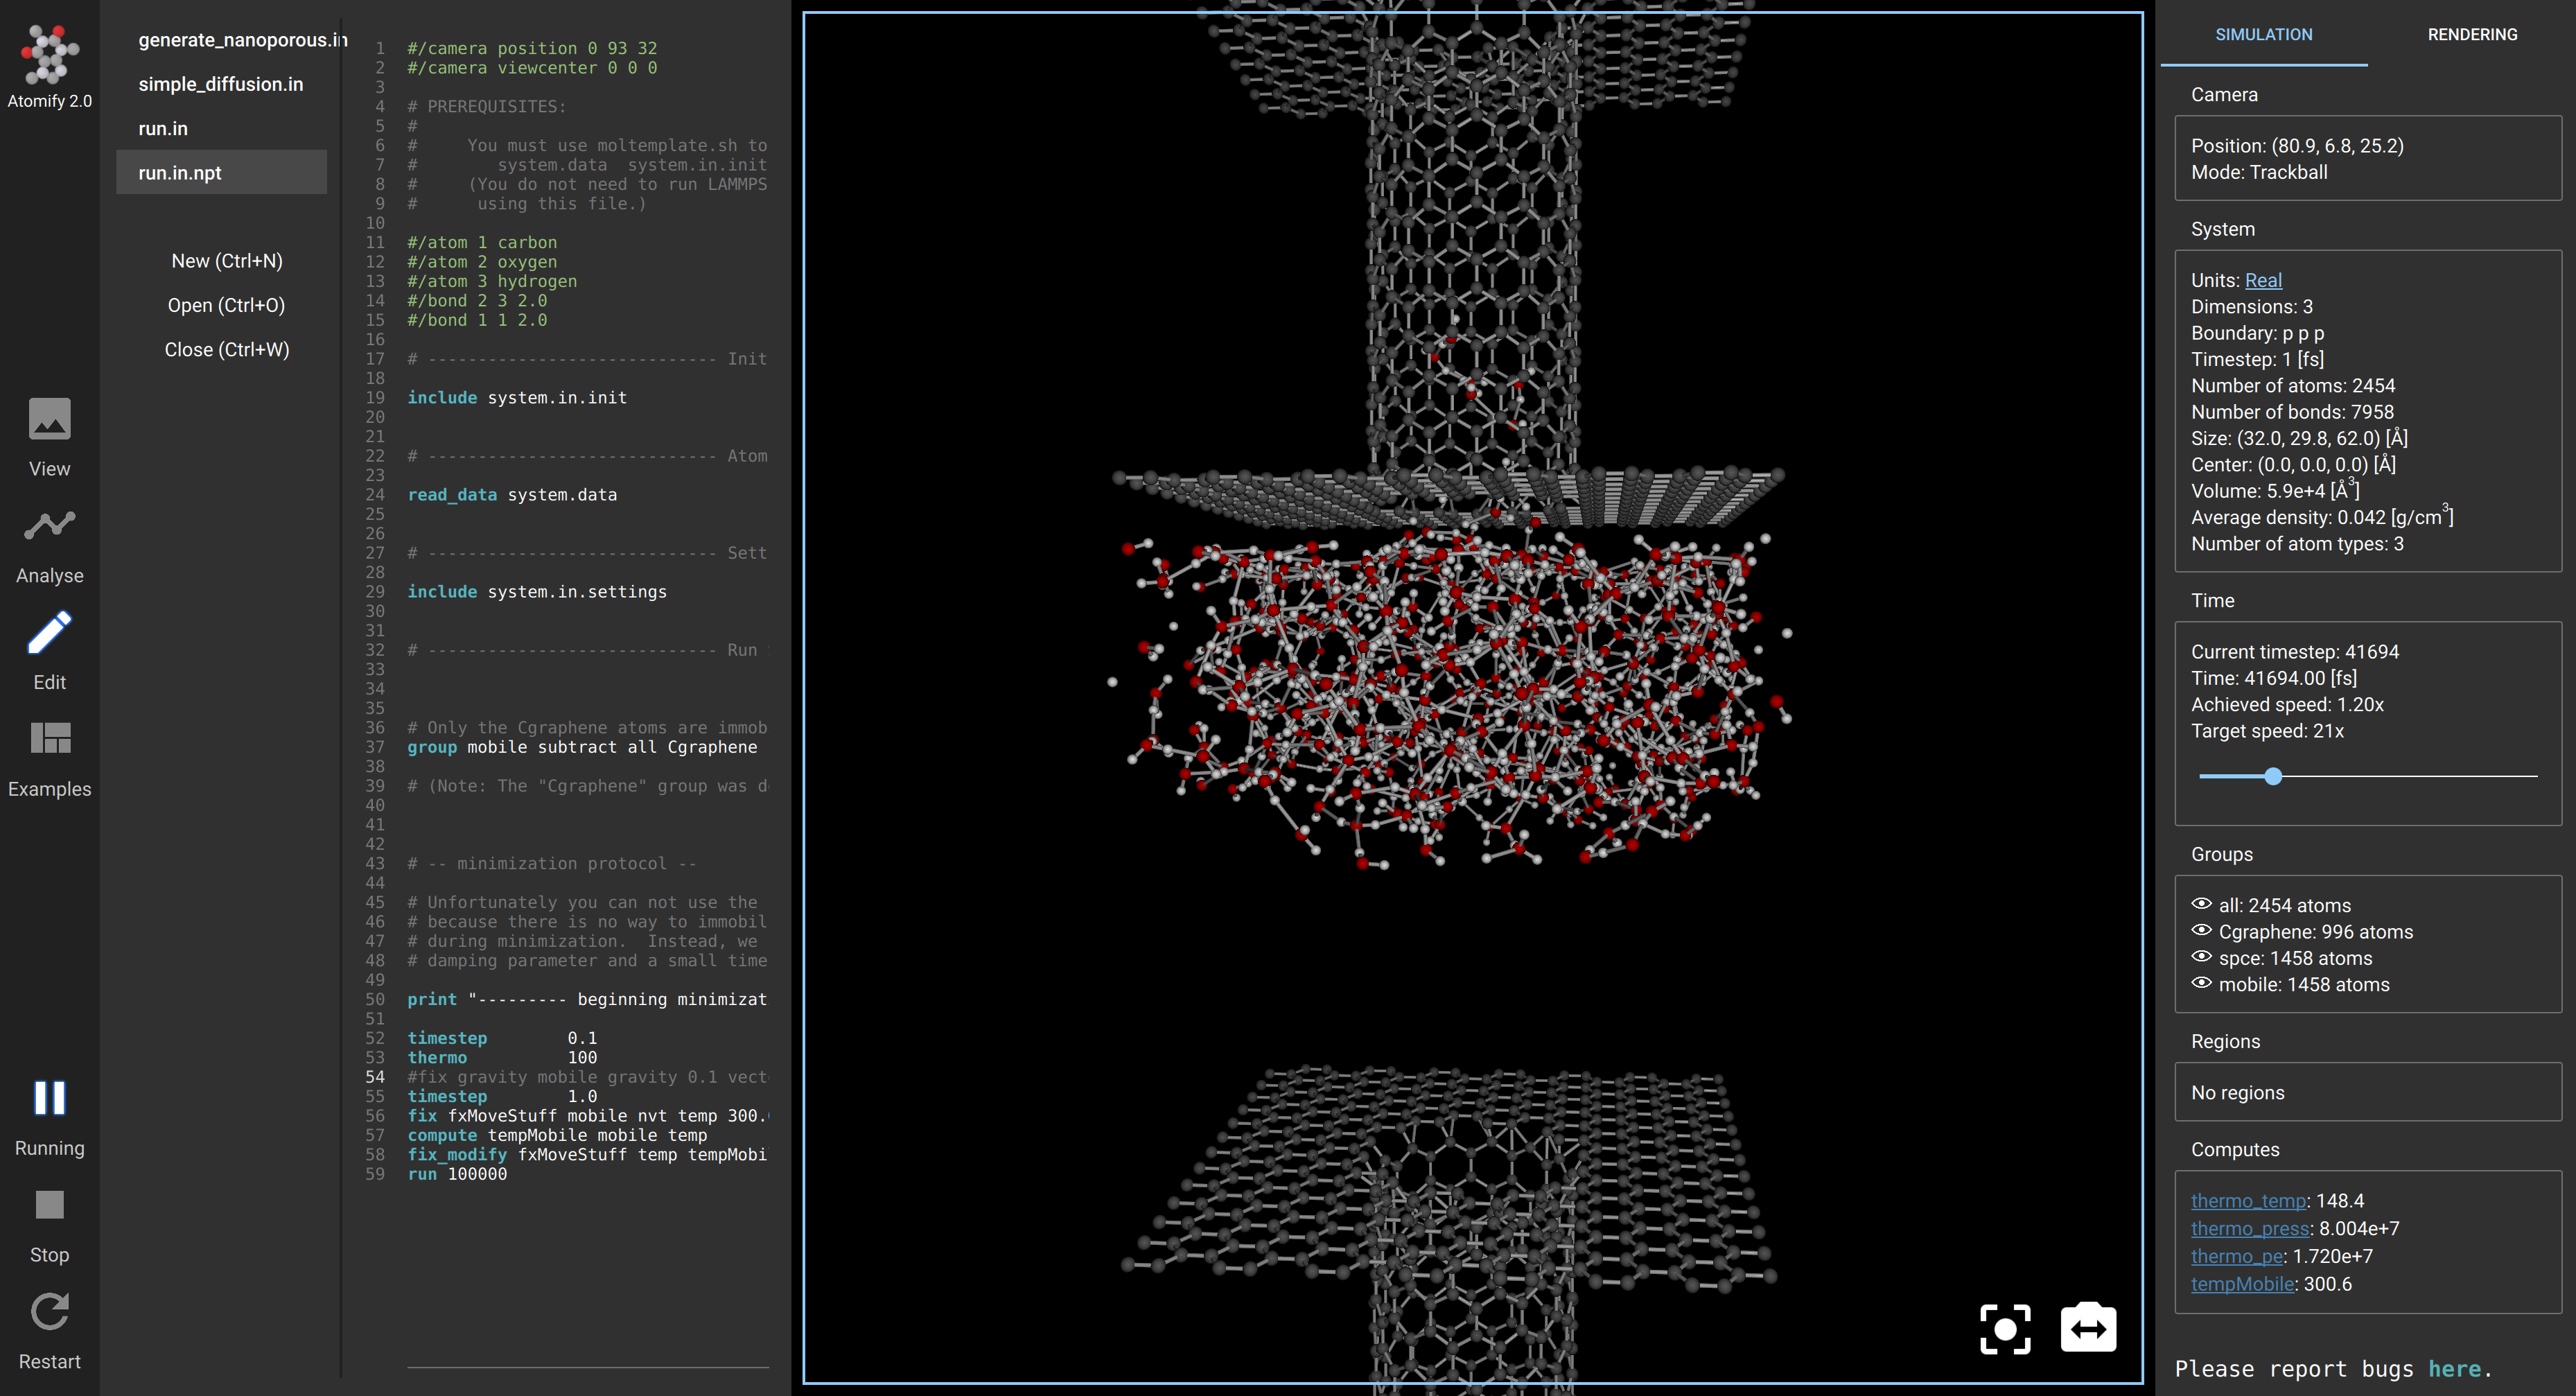 Atomify 2.0
View
Analyse
Edit
Examples
Running
Stop
Restart
generate_nanoporous.in
simple_diffusion.in
run.in
run.in.npt
New (Ctrl+N)
Open (Ctrl+O)
Close (Ctrl+W)
1 #/camera position 0 93 32
2 #/camera viewcenter 0 0 0
3
4 # PREREQUISITES:
5 #
6 #     You must use moltemplate.sh to
7 #        system.data  system.in.init
8 #     (You do not need to run LAMMPS
9 #      using this file.)
10
11 #/atom 1 carbon
12 #/atom 2 oxygen
13 #/atom 3 hydrogen
14 #/bond 2 3 2.0
15 #/bond 1 1 2.0
16
17 # ----------------------------- Init
18
19 include system.in.init
20
21
22 # ----------------------------- Atom
23
24 read_data system.data
25
26
27 # ----------------------------- Sett
28
29 include system.in.settings
30
31
32 # ----------------------------- Run
33
34
35
36 # Only the Cgraphene atoms are immob
37 group mobile subtract all Cgraphene
38
39 # (Note: The "Cgraphene" group was d
40
41
42
43 # -- minimization protocol --
44
45 # Unfortunately you can not use the
46 # because there is no way to immobil
47 # during minimization.  Instead, we
48 # damping parameter and a small time
49
50 print "--------- beginning minimizat
51
52 timestep        0.1
53 thermo          100
54 #fix gravity mobile gravity 0.1 vect
55 timestep        1.0
56 fix fxMoveStuff mobile nvt temp 300.
57 compute tempMobile mobile temp
58 fix_modify fxMoveStuff temp tempMobi
59 run 100000
SIMULATION RENDERING
Camera
Position: (80.9, 6.8, 25.2)
Mode: Trackball
System
Units: Real
Dimensions: 3
Boundary: p p p
Timestep: 1 [fs]
Number of atoms: 2454
Number of bonds: 7958
Size: (32.0, 29.8, 62.0) [Å]
Center: (0.0, 0.0, 0.0) [Å]
Volume: 5.9e+4 [Å³]
Average density: 0.042 [g/cm³]
Number of atom types: 3
Time
Current timestep: 41694
Time: 41694.00 [fs]
Achieved speed: 1.20x
Target speed: 21x
Groups
all: 2454 atoms
Cgraphene: 996 atoms
spce: 1458 atoms
mobile: 1458 atoms
Regions
No regions
Computes
thermo_temp: 148.4
thermo_press: 8.004e+7
thermo_pe: 1.720e+7
tempMobile: 300.6
Please report bugs here.